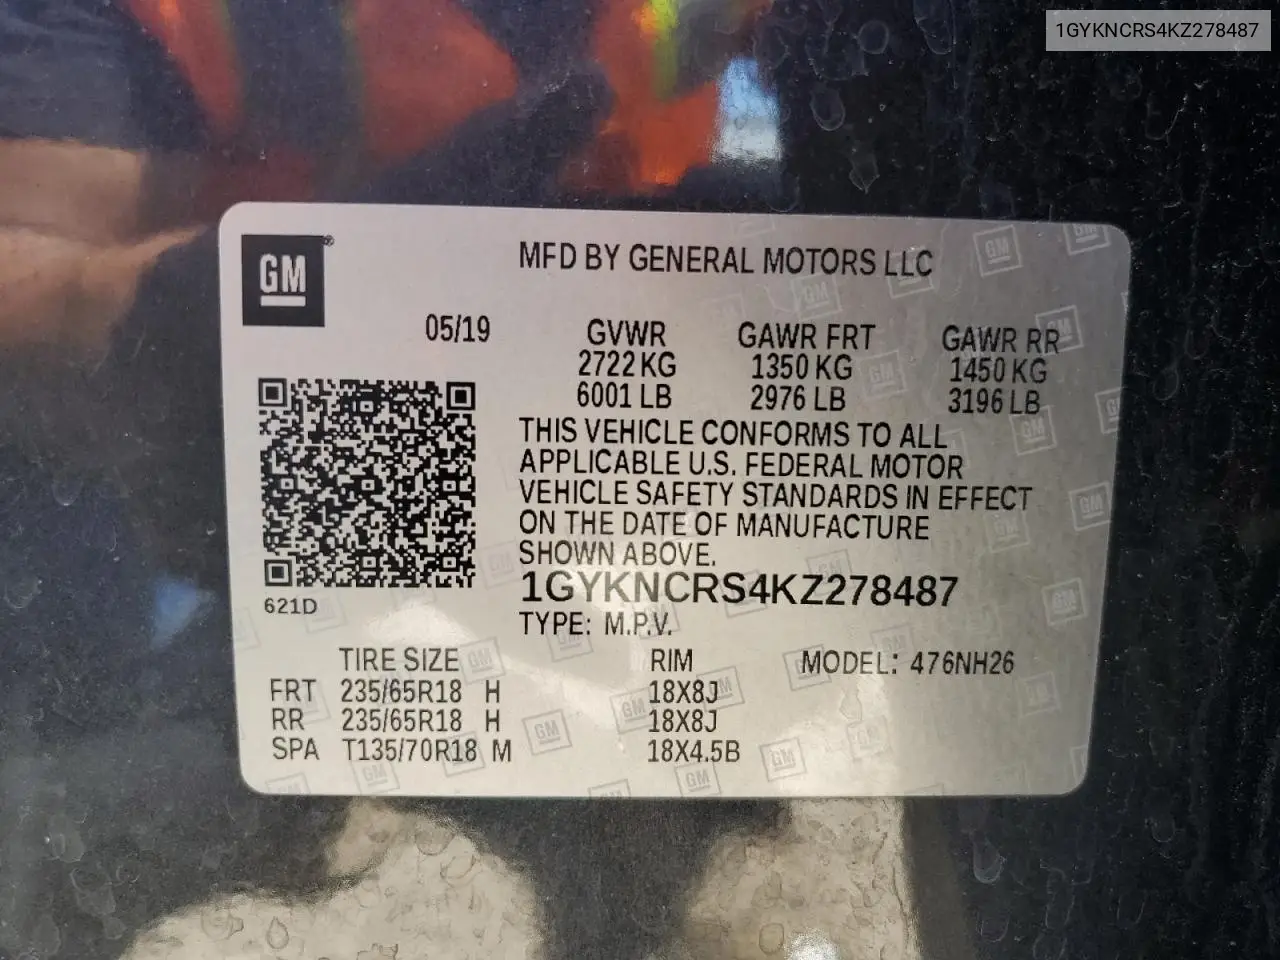 1GYKNCRS4KZ278487
GM®
MFD BY GENERAL MOTORS LLC
05/19 GVWR GAWR FRT GAWR RR
2722 KG 1350 KG 1450 KG
6001 LB 2976 LB 3196 LB
THIS VEHICLE CONFORMS TO ALL
APPLICABLE U.S. FEDERAL MOTOR
VEHICLE SAFETY STANDARDS IN EFFECT
ON THE DATE OF MANUFACTURE
SHOWN ABOVE.
1GYKNCRS4KZ278487
621D
TYPE: M.P.V.
TIRE SIZE RIM MODEL: 476NH26
FRT 235/65R18 H 18X8J
RR 235/65R18 H 18X8J
SPA T135/70R18 M 18X4.5B